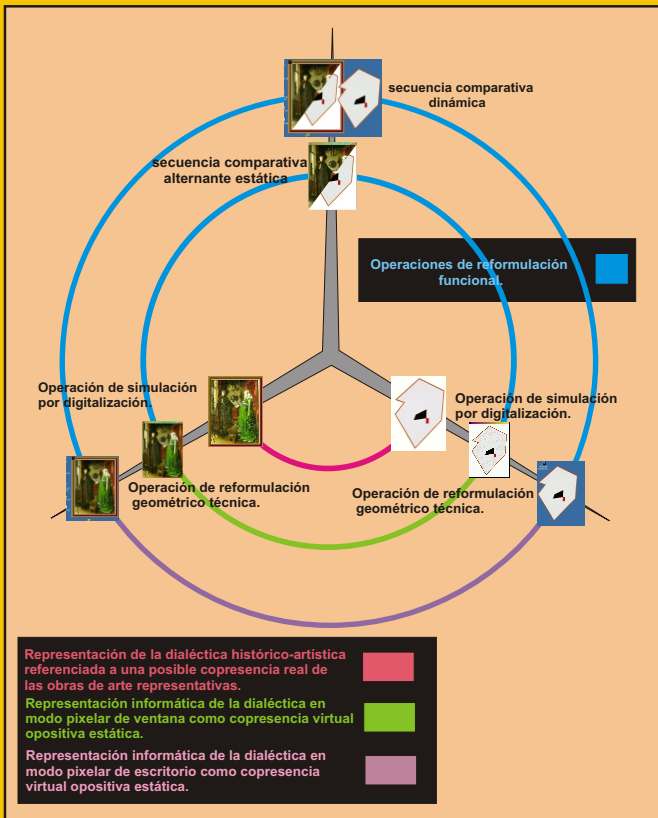 secuencia comparativa
dinámica
secuencia comparativa
alternante estática
Operaciones de reformulación
funcional.
Operación de simulación
por digitalización.
Operación de simulación
por digitalización.
Operación de reformulación
geométrico técnica.
Operación de reformulación
geométrico técnica.
Representación de la dialéctica histórico-artística
referenciada a una posible copresencia real de
las obras de arte representativas.
Representación informática de la dialéctica en
modo pixelar de ventana como copresencia virtual
opositiva estática.
Representación informática de la dialéctica en
modo pixelar de escritorio como copresencia
virtual opositiva estática.